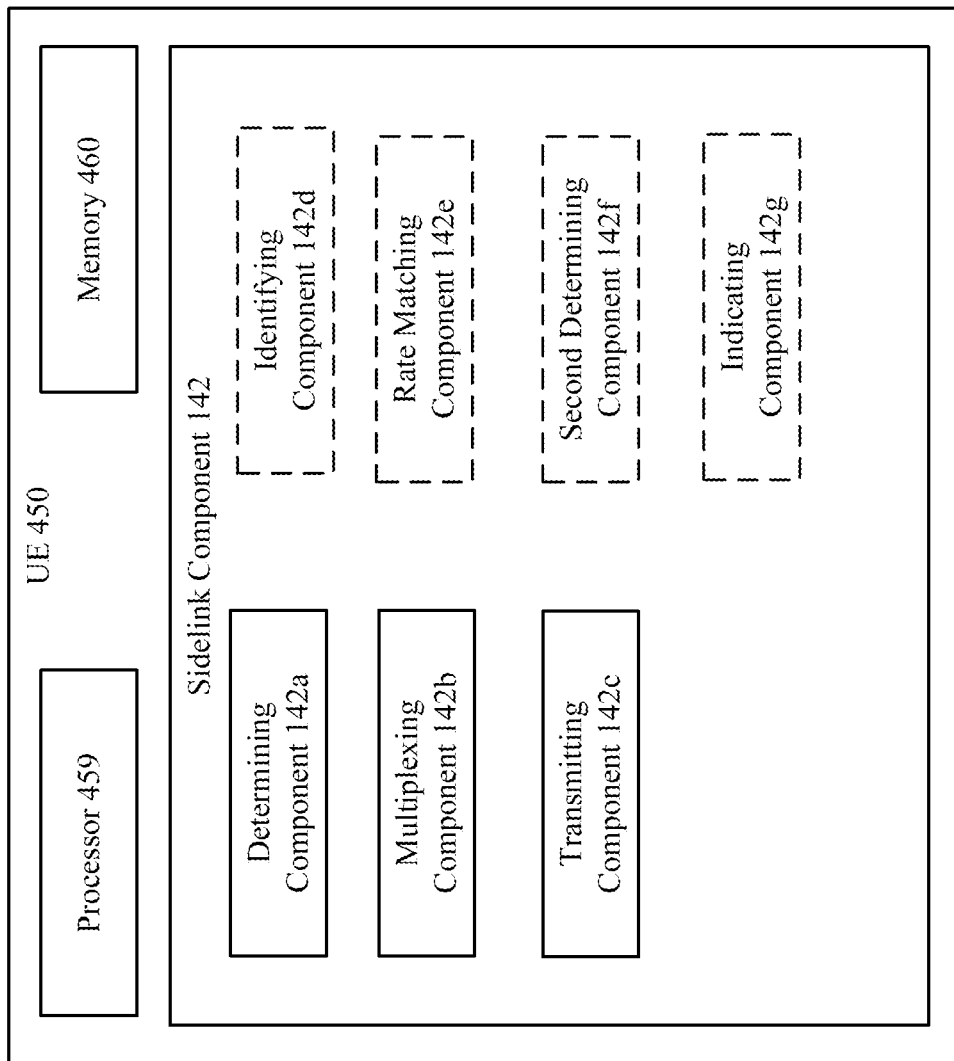 UE 450
Processor 459
Memory 460
Sidelink Component 142
Determining
Component 142a
Identifying
Component 142d
Multiplexing
Component 142b
Rate Matching
Component 142e
Transmitting
Component 142c
Second Determining
Component 142f
Indicating
Component 142g